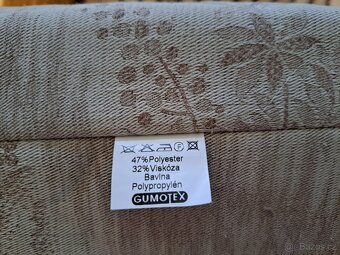 47%Polyester
32%Viskóza
Bavlna
Polypropylén
GUMOTEX